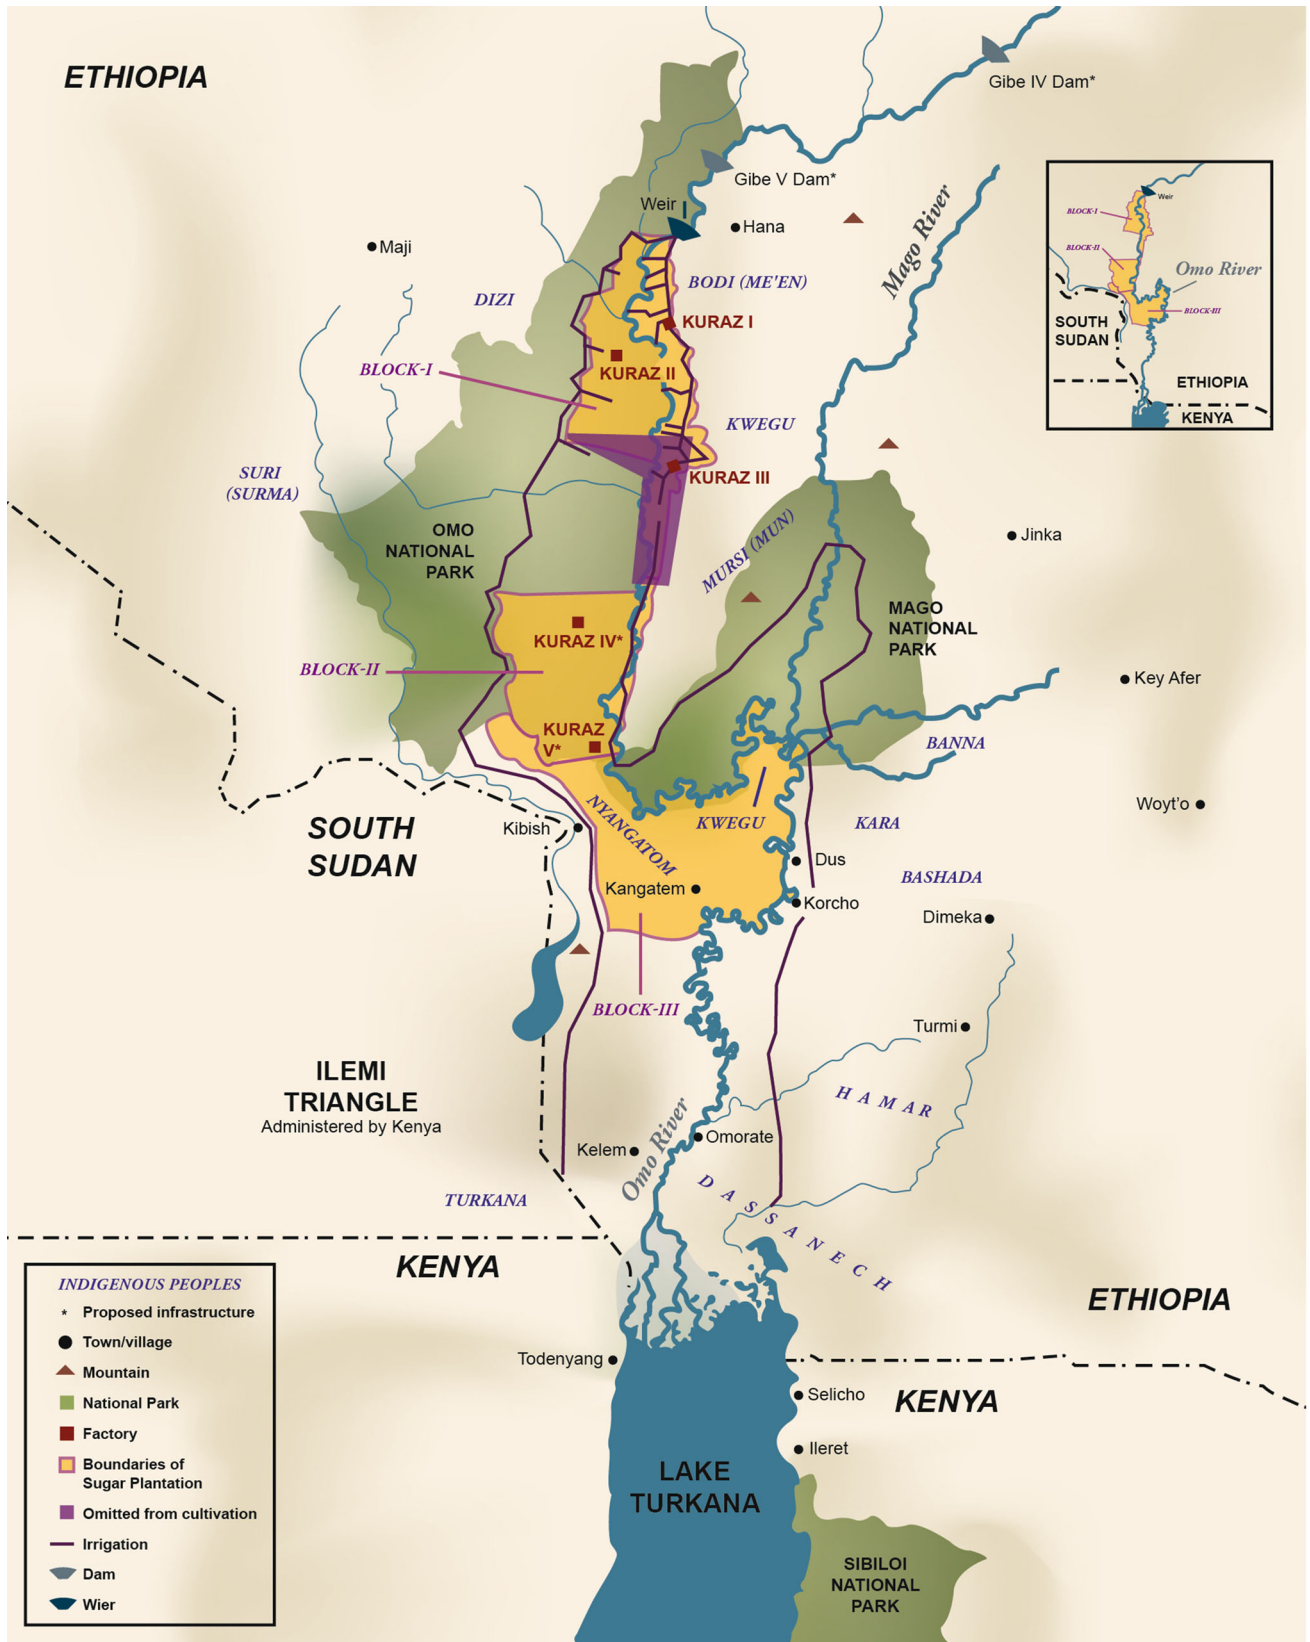 ETHIOPIA
Gibe IV Dam*
Gibe V Dam*
Weir
Hana
Maji
Mago River
BODI (ME'EN)
DIZI
KURAZ I
KURAZ II
BLOCK-I
KWEGU
KURAZ III
SURI
(SURMA)
OMO
NATIONAL
PARK
MURSI (MUN)
Jinka
MAGO
NATIONAL
PARK
KURAZ IV*
BLOCK-II
Key Afer
KURAZ
V*
BANNA
Woyt'o
NYANGATOM
KWEGU
KARA
SOUTH
SUDAN
Kibish
Dus
Kangatem
BASHADA
Korcho
Dimeka
BLOCK-III
Turmi
ILEMI
TRIANGLE
Administered by Kenya
HAMAR
Omo River
Omorate
Kelem
TURKANA
DASSANECH
KENYA
ETHIOPIA
Todenyang
Selicho
KENYA
Ileret
LAKE
TURKANA
SIBILOI
NATIONAL
PARK
Weir
BLOCK-I
BLOCK-II
Omo River
BLOCK-III
SOUTH
SUDAN
ETHIOPIA
KENYA
INDIGENOUS PEOPLES
* Proposed infrastructure
Town/village
Mountain
National Park
Factory
Boundaries of
Sugar Plantation
Omitted from cultivation
Irrigation
Dam
Wier